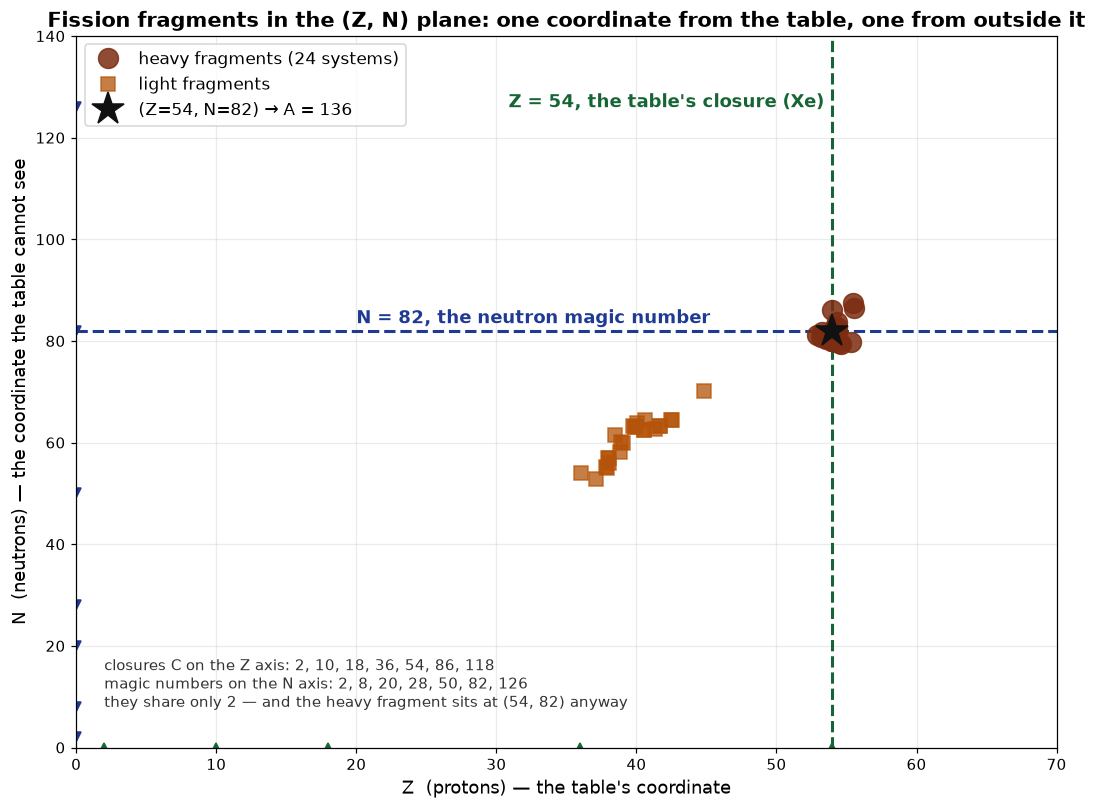 Fission fragments in the (Z, N) plane: one coordinate from the table, one from outside it
heavy fragments (24 systems)
light fragments
(Z=54, N=82) → A = 136
Z = 54, the table's closure (Xe)
N = 82, the neutron magic number
closures C on the Z axis: 2, 10, 18, 36, 54, 86, 118
magic numbers on the N axis: 2, 8, 20, 28, 50, 82, 126
they share only 2 — and the heavy fragment sits at (54, 82) anyway
N (neutrons) — the coordinate the table cannot see
140
120
100
80
60
40
20
0
0 10 20 30 40 50 60 70
Z (protons) — the table's coordinate